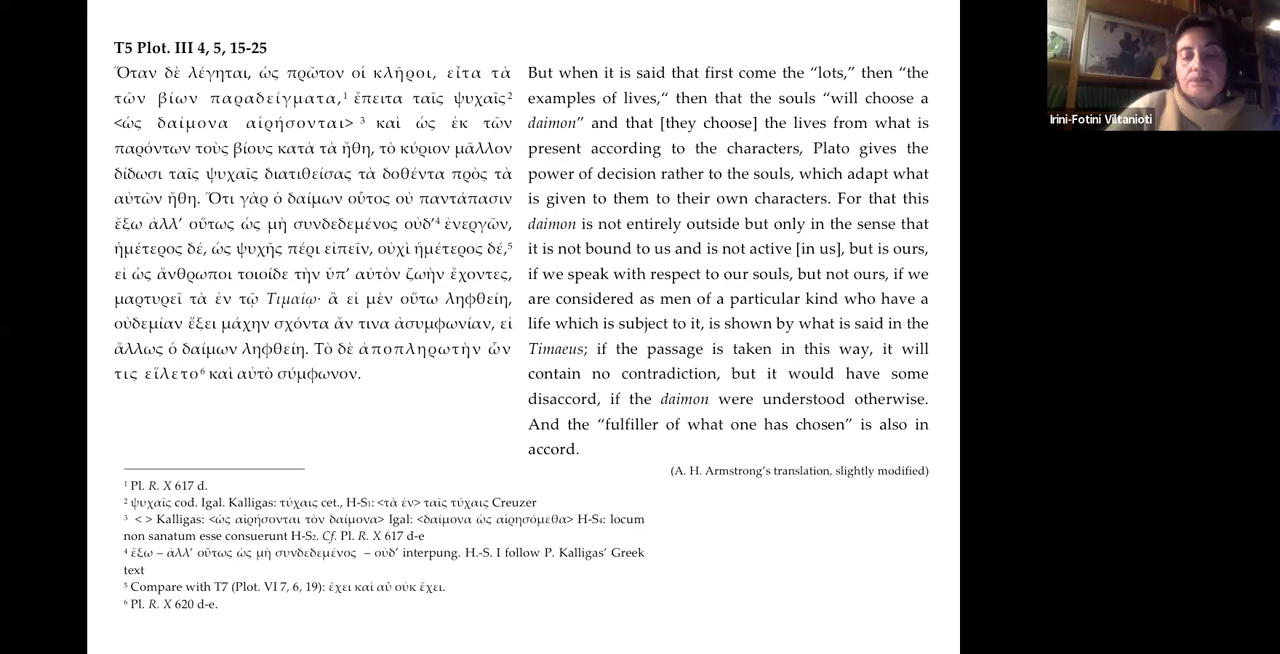 T5 Plot. III 4, 5, 15-25
Ὅταν δὲ λέγηται, ὡς πρῶτον οἱ κλῆροι, εἶτα τὰ
τῶν βίων παραδείγματα,¹ ἔπειτα ταῖς ψυχαῖς²
<ὡς δαίμονα αἱρήσονται> ³ καὶ ὡς ἐκ τῶν
παρόντων τοὺς βίους κατὰ τὰ ἤθη, τὸ κύριον μᾶλλον
δίδωσι ταῖς ψυχαῖς διατιθείσας τὰ δοθέντα πρὸς τὰ
αὐτῶν ἤθη. Ὅτι γὰρ ὁ δαίμων οὗτος οὐ παντάπασιν
ἔξω ἀλλ’ οὕτως ὡς μὴ συνδεδεμένος οὐδ’⁴ ἐνεργῶν,
ἡμέτερος δέ, ὡς ψυχῆς πέρι εἰπεῖν, οὐχὶ ἡμέτερος δέ,⁵
εἰ ὡς ἄνθρωποι τοιοίδε τὴν ὑπ’ αὐτὸν ζωὴν ἔχοντες,
μαρτυρεῖ τὰ ἐν τῷ Τιμαίῳ· ἃ εἰ μὲν οὕτω ληφθείη,
οὐδεμίαν ἕξει μάχην σχόντα ἄν τινα ἀσυμφωνίαν, εἰ
ἄλλως ὁ δαίμων ληφθείη. Τὸ δὲ ἀποπληρωτὴν ὧν
τις εἵλετο⁶ καὶ αὐτὸ σύμφωνον.
But when it is said that first come the “lots,” then “the
examples of lives,“ then that the souls “will choose a
daimon” and that [they choose] the lives from what is
present according to the characters, Plato gives the
power of decision rather to the souls, which adapt what
is given to them to their own characters. For that this
daimon is not entirely outside but only in the sense that
it is not bound to us and is not active [in us], but is ours,
if we speak with respect to our souls, but not ours, if we
are considered as men of a particular kind who have a
life which is subject to it, is shown by what is said in the
Timaeus; if the passage is taken in this way, it will
contain no contradiction, but it would have some
disaccord, if the daimon were understood otherwise.
And the “fulfiller of what one has chosen” is also in
accord.
(A. H. Armstrong’s translation, slightly modified)
¹ Pl. R. X 617 d.
² ψυχαῖς cod. Igal. Kalligas: τύχαις cet., H-S₁: <τὰ ἐν> ταῖς τύχαις Creuzer
³ < > Kalligas: <ὡς αἱρήσονται τὸν δαίμονα> Igal: <δαίμονα ὡς αἱρησόμεθα> H-S₄: locum
non sanatum esse consuerunt H-S₂. Cf. Pl. R. X 617 d-e
⁴ ἔξω – ἀλλ’ οὕτως ὡς μὴ συνδεδεμένος – οὐδ’ interpung. H.-S. I follow P. Kalligas’ Greek
text
⁵ Compare with T7 (Plot. VI 7, 6, 19): ἔχει καὶ αὖ οὐκ ἔχει.
⁶ Pl. R. X 620 d-e.
Irini-Fotini Viltanioti